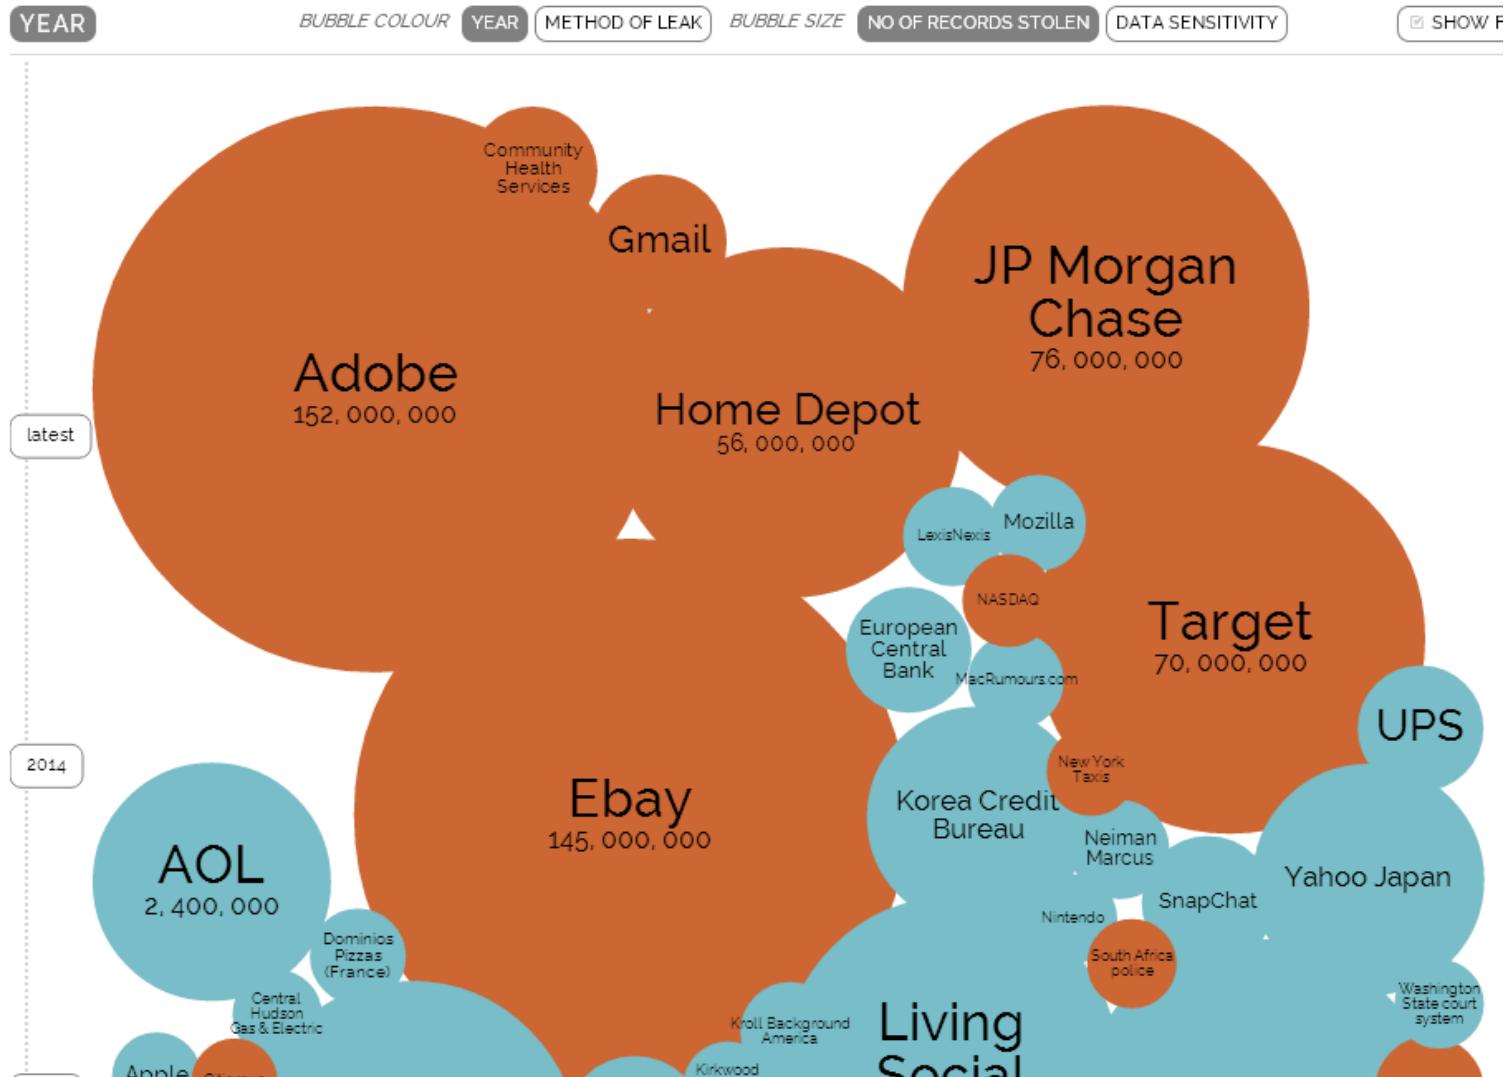 YEAR
BUBBLE COLOUR YEAR METHOD OF LEAK BUBBLE SIZE NO OF RECORDS STOLEN DATA SENSITIVITY SHOW F
Community
Health
Services
Gmail
JP Morgan
Chase
76, 000, 000
Adobe
152, 000, 000
Home Depot
56, 000, 000
latest
LexisNexis
Mozilla
NASDAQ
European
Central
Bank
MacRumours.com
Target
70, 000, 000
UPS
2014
New York
Taxis
Ebay
145, 000, 000
Korea Credit
Bureau
Neiman
Marcus
AOL
2, 400, 000
SnapChat
Yahoo Japan
Nintendo
Dominios
Pizzas
(France)
South Africa
police
Central
Hudson
Gas & Electric
Washington
State court
system
Kroll Background
America
Living
Social
Kirkwood
Apple